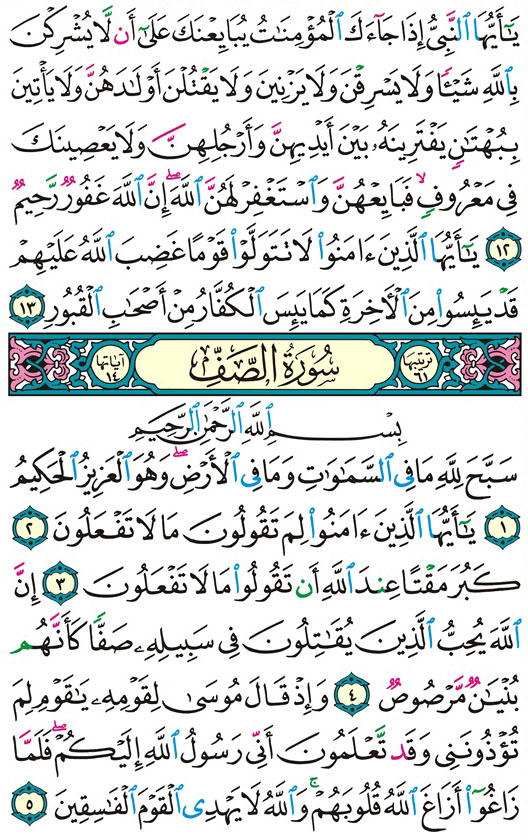 يَٰٓأَيُّهَا ٱلنَّبِيُّ إِذَا جَآءَكَ ٱلْمُؤْمِنَٰتُ يُبَايِعْنَكَ عَلَىٰٓ أَن لَّا يُشْرِكْنَ
بِٱللَّهِ شَيْـًٔا وَلَا يَسْرِقْنَ وَلَا يَزْنِينَ وَلَا يَقْتُلْنَ أَوْلَٰدَهُنَّ وَلَا يَأْتِينَ
بِبُهْتَٰنٍ يَفْتَرِينَهُۥ بَيْنَ أَيْدِيهِنَّ وَأَرْجُلِهِنَّ وَلَا يَعْصِينَكَ
فِى مَعْرُوفٍ ۙ فَبَايِعْهُنَّ وَٱسْتَغْفِرْ لَهُنَّ ٱللَّهَ ۖ إِنَّ ٱللَّهَ غَفُورٌ رَّحِيمٌ
١٢ يَٰٓأَيُّهَا ٱلَّذِينَ ءَامَنُوا۟ لَا تَتَوَلَّوْا۟ قَوْمًا غَضِبَ ٱللَّهُ عَلَيْهِمْ
قَدْ يَئِسُوا۟ مِنَ ٱلْءَاخِرَةِ كَمَا يَئِسَ ٱلْكُفَّارُ مِنْ أَصْحَٰبِ ٱلْقُبُورِ ١٣
ترتيبها ٦١ سُورَةُ الصَّفِّ آياتها ١٤
بِسْمِ ٱللَّهِ ٱلرَّحْمَٰنِ ٱلرَّحِيمِ
سَبَّحَ لِلَّهِ مَا فِى ٱلسَّمَٰوَٰتِ وَمَا فِى ٱلْأَرْضِ ۖ وَهُوَ ٱلْعَزِيزُ ٱلْحَكِيمُ
١ يَٰٓأَيُّهَا ٱلَّذِينَ ءَامَنُوا۟ لِمَ تَقُولُونَ مَا لَا تَفْعَلُونَ ٢
كَبُرَ مَقْتًا عِندَ ٱللَّهِ أَن تَقُولُوا۟ مَا لَا تَفْعَلُونَ ٣ إِنَّ
ٱللَّهَ يُحِبُّ ٱلَّذِينَ يُقَٰتِلُونَ فِى سَبِيلِهِۦ صَفًّا كَأَنَّهُم
بُنْيَٰنٌ مَّرْصُوصٌ ٤ وَإِذْ قَالَ مُوسَىٰ لِقَوْمِهِۦ يَٰقَوْمِ لِمَ
تُؤْذُونَنِى وَقَد تَّعْلَمُونَ أَنِّى رَسُولُ ٱللَّهِ إِلَيْكُمْ ۖ فَلَمَّا
زَاغُوٓا۟ أَزَاغَ ٱللَّهُ قُلُوبَهُمْ ۚ وَٱللَّهُ لَا يَهْدِى ٱلْقَوْمَ ٱلْفَٰسِقِينَ ٥